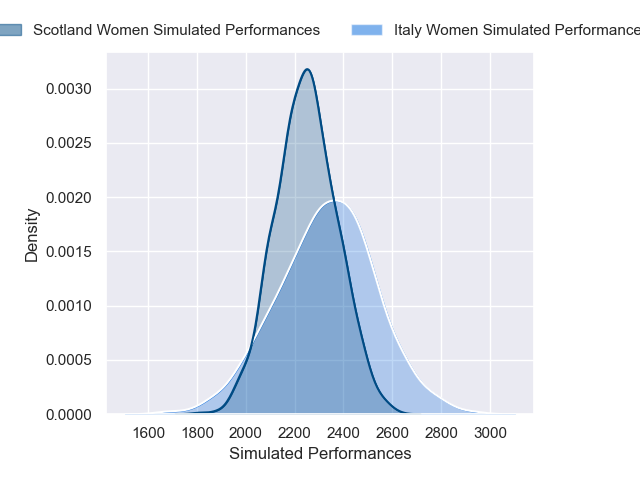 Scotland Women Simulated Performances
Italy Women Simulated Performance
0.0030
0.0025
0.0020
0.0015
0.0010
0.0005
0.0000
Density
1600 1800 2000 2200 2400 2600 2800 3000
Simulated Performances